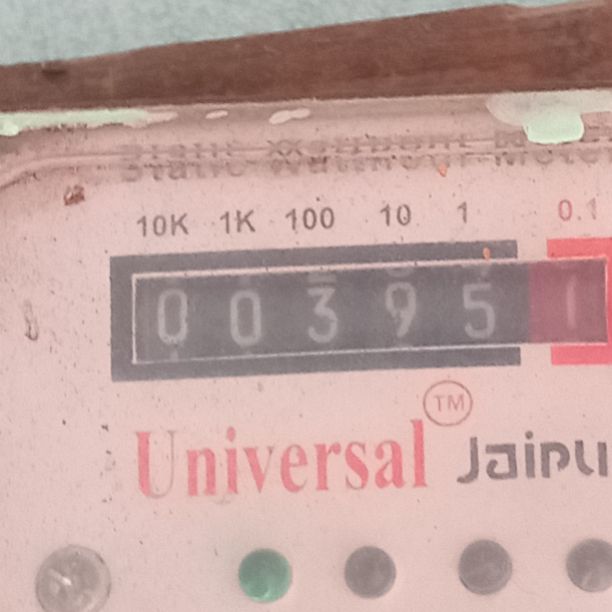 Static Watthour Meter
10K 1K 100 10 1 0.1
0 0 3 9 5 1
TM
Universal Jaipu